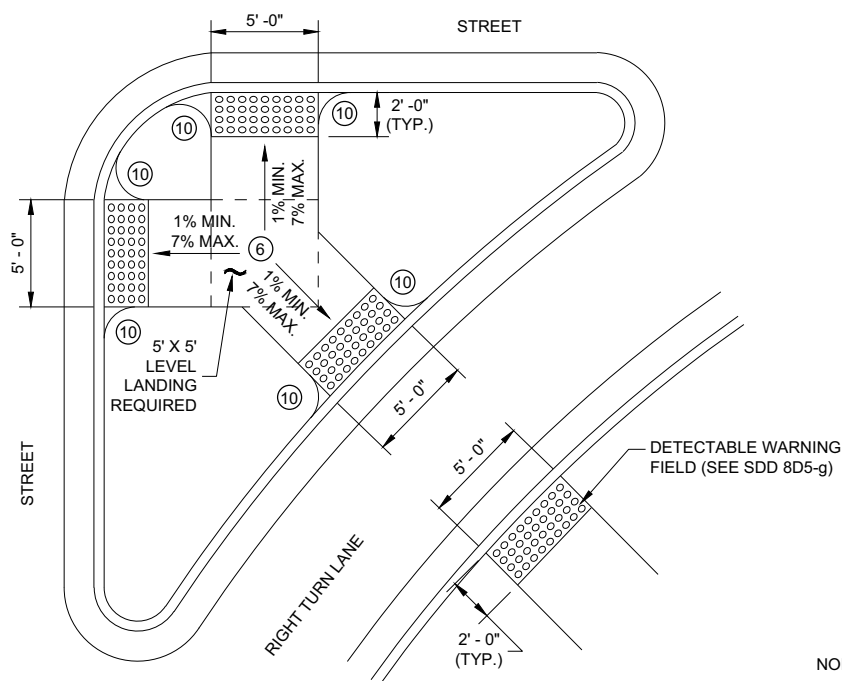 5' -0"
STREET
10
10
2' -0"
(TYP.)
10
1% MIN.
7% MAX.
1% MIN.
7% MAX.
6
5' - 0"
1% MIN.
7% MAX.
10
10
5' X 5'
LEVEL
LANDING
REQUIRED
10
5' - 0"
STREET
5' - 0"
DETECTABLE WARNING
FIELD (SEE SDD 8D5-g)
RIGHT TURN LANE
2' - 0"
(TYP.)
NO